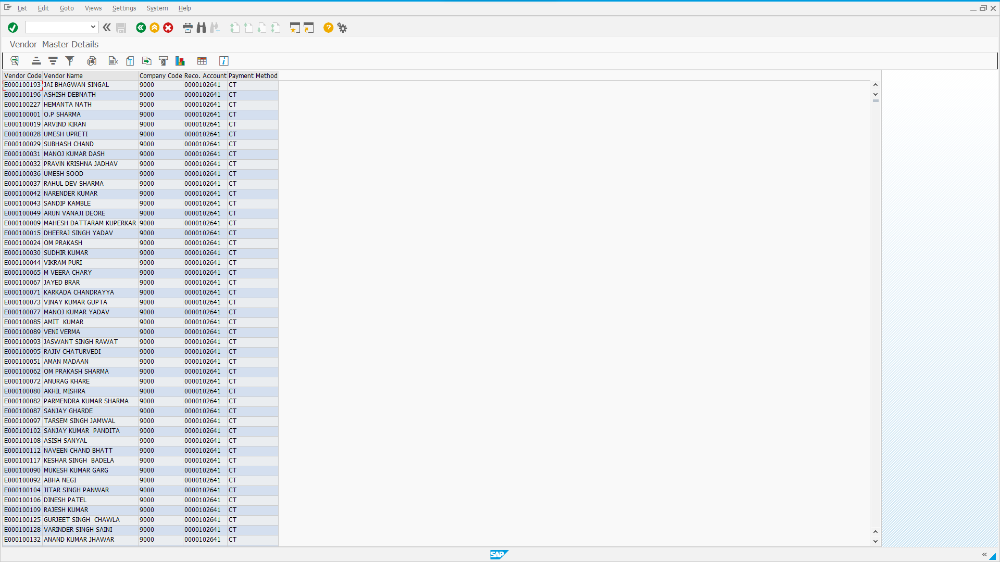 List Edit Goto Views Settings System Help
Vendor Master Details
Vendor Code Vendor Name Company Code Reco. Account Payment Method
E000100193 JAI BHAGWAN SINGAL 9000 0000102641 CT
E000100196 ASHISH DEBNATH 9000 0000102641 CT
E000100227 HEMANTA NATH 9000 0000102641 CT
E000100001 O.P SHARMA 9000 0000102641 CT
E000100019 ARVIND KIRAN 9000 0000102641 CT
E000100028 UMESH UPRETI 9000 0000102641 CT
E000100029 SUBHASH CHAND 9000 0000102641 CT
E000100031 MANOJ KUMAR DASH 9000 0000102641 CT
E000100032 PRAViN KRISHNA JADHAV 9000 0000102641 CT
E000100036 UMESH SOOD 9000 0000102641 CT
E000100037 RAHUL DEV SHARMA 9000 0000102641 CT
E000100042 NARENDER KUMAR 9000 0000102641 CT
E000100043 SANDIP KAMBLE 9000 0000102641 CT
E000100049 ARUN VANAJI DEORE 9000 0000102641 CT
E000100009 MAHESH DATTARAM KUPERKAR 9000 0000102641 CT
E000100015 DHEERAJ SINGH YADAV 9000 0000102641 CT
E000100024 OM PRAKASH 9000 0000102641 CT
E000100030 SUDHIR KUMAR 9000 0000102641 CT
E000100044 VIKRAM PURI 9000 0000102641 CT
E000100065 M VEERA CHARY 9000 0000102641 CT
E000100067 JAYED BRAR 9000 0000102641 CT
E000100071 KARKADA CHANDRAYYA 9000 0000102641 CT
E000100073 VINAY KUMAR GUPTA 9000 0000102641 CT
E000100077 MANOJ KUMAR YADAV 9000 0000102641 CT
E000100085 AMIT  KUMAR 9000 0000102641 CT
E000100089 VENI VERMA 9000 0000102641 CT
E000100093 JASWANT SINGH RAWAT 9000 0000102641 CT
E000100095 RAJIV CHATURVEDI 9000 0000102641 CT
E000100051 AMAN MADAAN 9000 0000102641 CT
E000100062 OM PRAKASH SHARMA 9000 0000102641 CT
E000100072 ANURAG KHARE 9000 0000102641 CT
E000100080 AKHIL MISHRA 9000 0000102641 CT
E000100082 PARMENDRA KUMAR SHARMA 9000 0000102641 CT
E000100087 SANJAY GHARDE 9000 0000102641 CT
E000100097 TARSEM SINGH JAMWAL 9000 0000102641 CT
E000100102 SANJAY KUMAR  PANDITA 9000 0000102641 CT
E000100108 ASISH SANYAL 9000 0000102641 CT
E000100112 NAVEEN CHAND BHATT 9000 0000102641 CT
E000100117 KESHAR SINGH  BADELA 9000 0000102641 CT
E000100090 MUKESH KUMAR GARG 9000 0000102641 CT
E000100092 ABHA NEGI 9000 0000102641 CT
E000100104 JITAR SINGH PANWAR 9000 0000102641 CT
E000100106 DINESH PATEL 9000 0000102641 CT
E000100109 RAJESH KUMAR 9000 0000102641 CT
E000100125 GURJEET SINGH  CHAWLA 9000 0000102641 CT
E000100128 VARINDER SINGH SAINI 9000 0000102641 CT
E000100132 ANAND KUMAR JHAWAR 9000 0000102641 CT
SAP